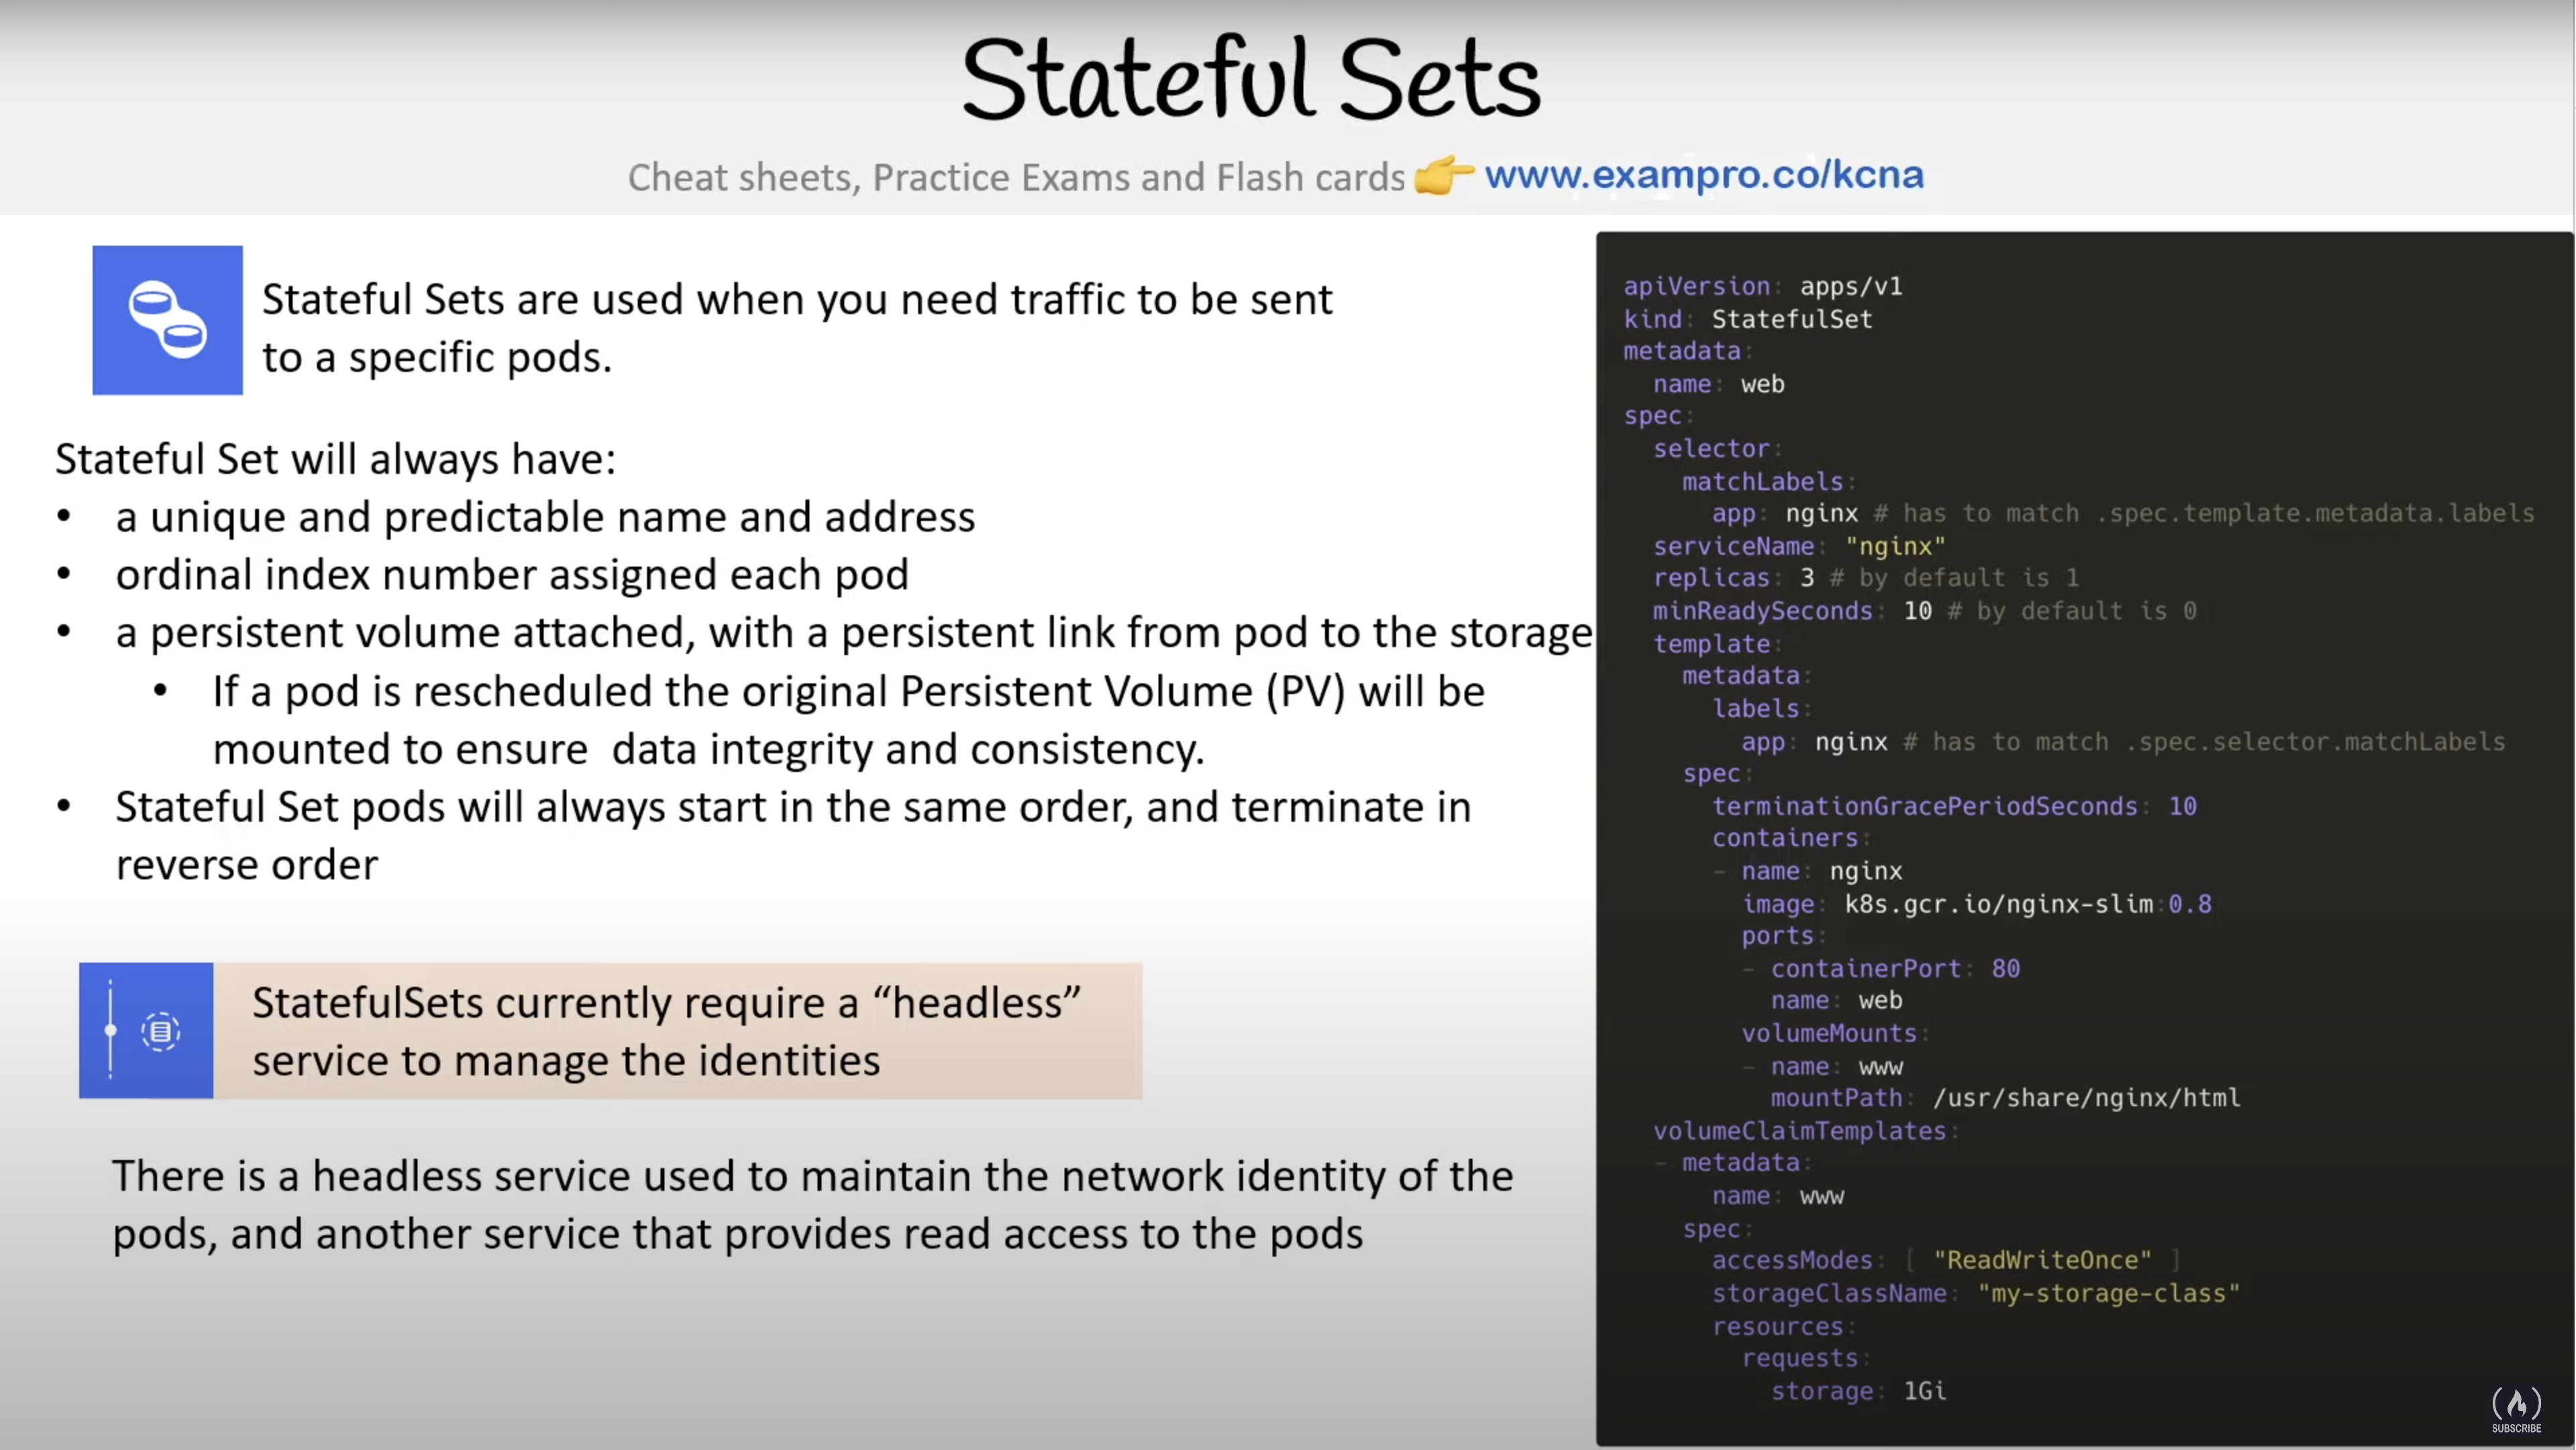 Stateful Sets
Cheat sheets, Practice Exams and Flash cards 👉 www.exampro.co/kcna
Stateful Sets are used when you need traffic to be sent
to a specific pods.
Stateful Set will always have:
• a unique and predictable name and address
• ordinal index number assigned each pod
• a persistent volume attached, with a persistent link from pod to the storage
• If a pod is rescheduled the original Persistent Volume (PV) will be
mounted to ensure  data integrity and consistency.
• Stateful Set pods will always start in the same order, and terminate in
reverse order
StatefulSets currently require a “headless”
service to manage the identities
There is a headless service used to maintain the network identity of the
pods, and another service that provides read access to the pods
apiVersion: apps/v1
kind: StatefulSet
metadata:
  name: web
spec:
  selector:
    matchLabels:
      app: nginx # has to match .spec.template.metadata.labels
  serviceName: "nginx"
  replicas: 3 # by default is 1
  minReadySeconds: 10 # by default is 0
  template:
    metadata:
      labels:
        app: nginx # has to match .spec.selector.matchLabels
    spec:
      terminationGracePeriodSeconds: 10
      containers:
      - name: nginx
        image: k8s.gcr.io/nginx-slim:0.8
        ports:
        - containerPort: 80
          name: web
        volumeMounts:
        - name: www
          mountPath: /usr/share/nginx/html
  volumeClaimTemplates:
  - metadata:
      name: www
    spec:
      accessModes: [ "ReadWriteOnce" ]
      storageClassName: "my-storage-class"
      resources:
        requests:
          storage: 1Gi
SUBSCRIBE